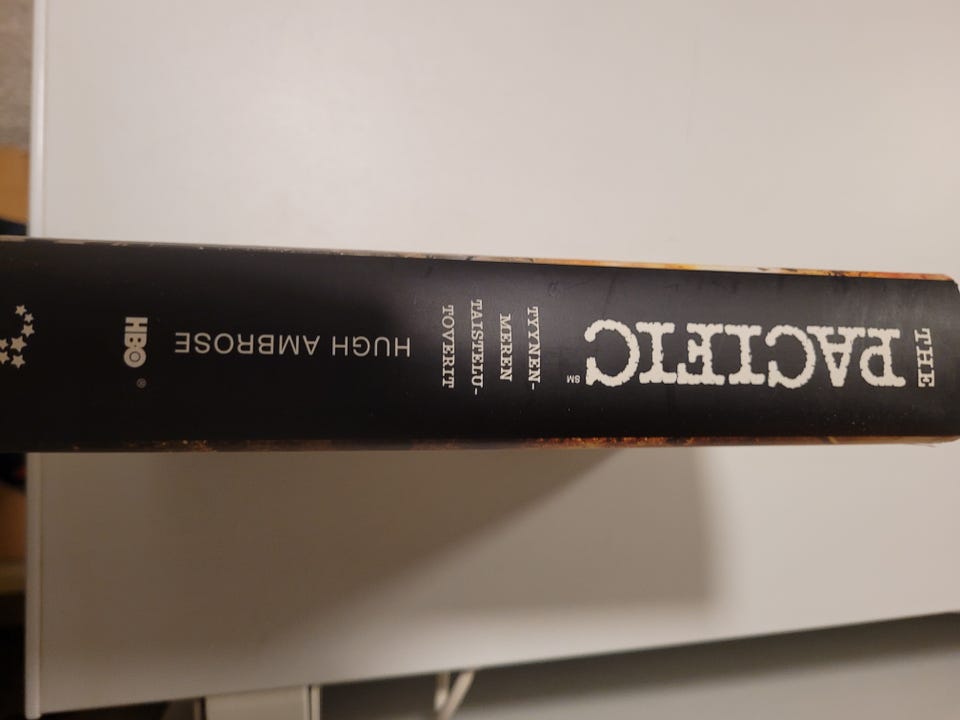 THE
PACIFIC
SM
TYYNEN-
MEREN
TAISTELU-
TOVERIT
HUGH AMBROSE
HBO
®